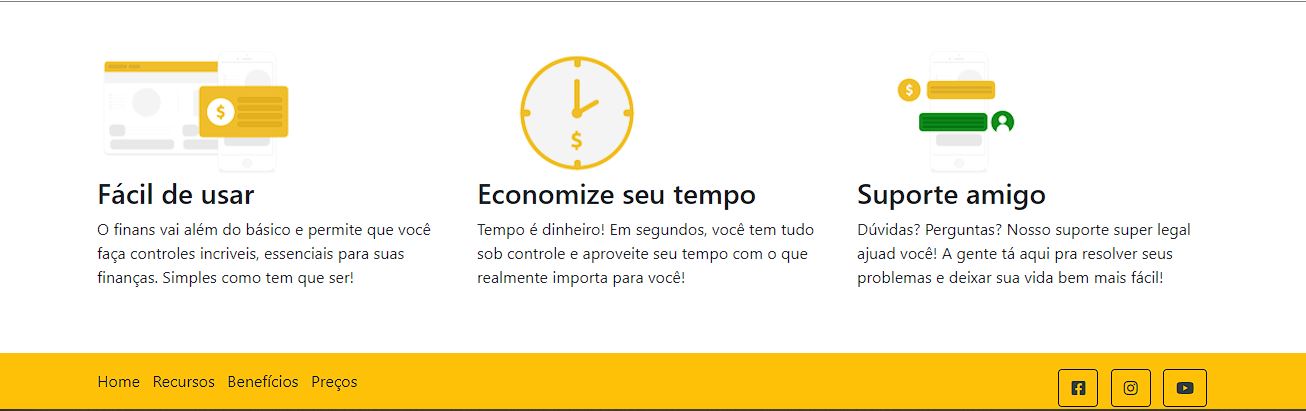 Fácil de usar
O finans vai além do básico e permite que você
faça controles incriveis, essenciais para suas
finanças. Simples como tem que ser!
$
Economize seu tempo
Tempo é dinheiro! Em segundos, você tem tudo
sob controle e aproveite seu tempo com o que
realmente importa para você!
$
Suporte amigo
Dúvidas? Perguntas? Nosso suporte super legal
ajuad você! A gente tá aqui pra resolver seus
problemas e deixar sua vida bem mais fácil!
$
Home Recursos Benefícios Preços